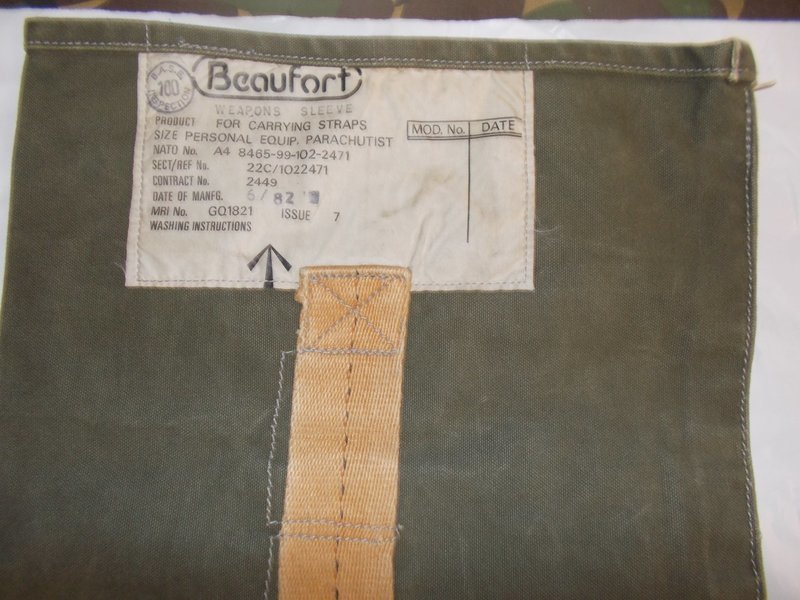 B.A.S.E
100
INSPECTION
Beaufort
WEAPONS SLEEVE
PRODUCT FOR CARRYING STRAPS
SIZE PERSONAL EQUIP. PARACHUTIST
NATO No. A4 8465-99-102-2471
SECT/REF No. 22C/1022471
CONTRACT No. 2449
DATE OF MANFG. 6/82
MRI No. GQ1821 ISSUE 7
WASHING INSTRUCTIONS
MOD. No. DATE